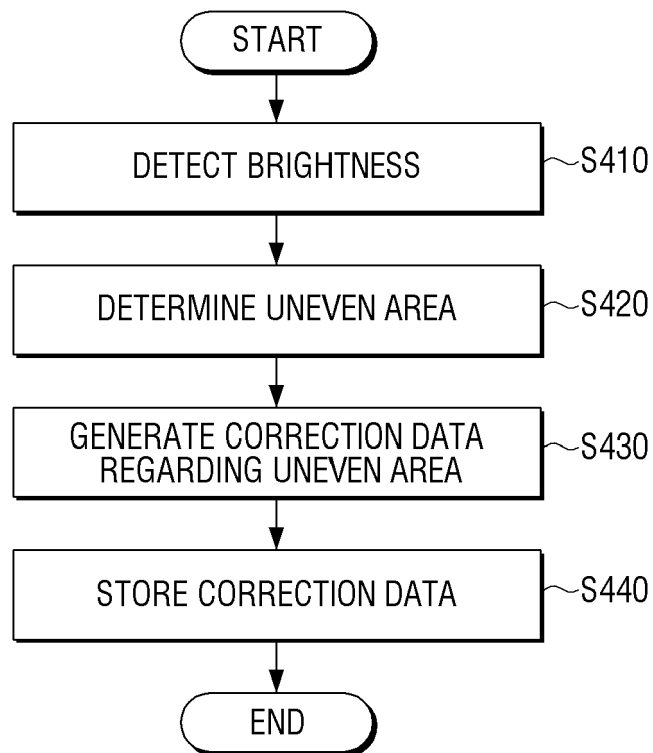 START
DETECT BRIGHTNESS
S410
DETERMINE UNEVEN AREA
S420
GENERATE CORRECTION DATA
REGARDING UNEVEN AREA
S430
STORE CORRECTION DATA
S440
END